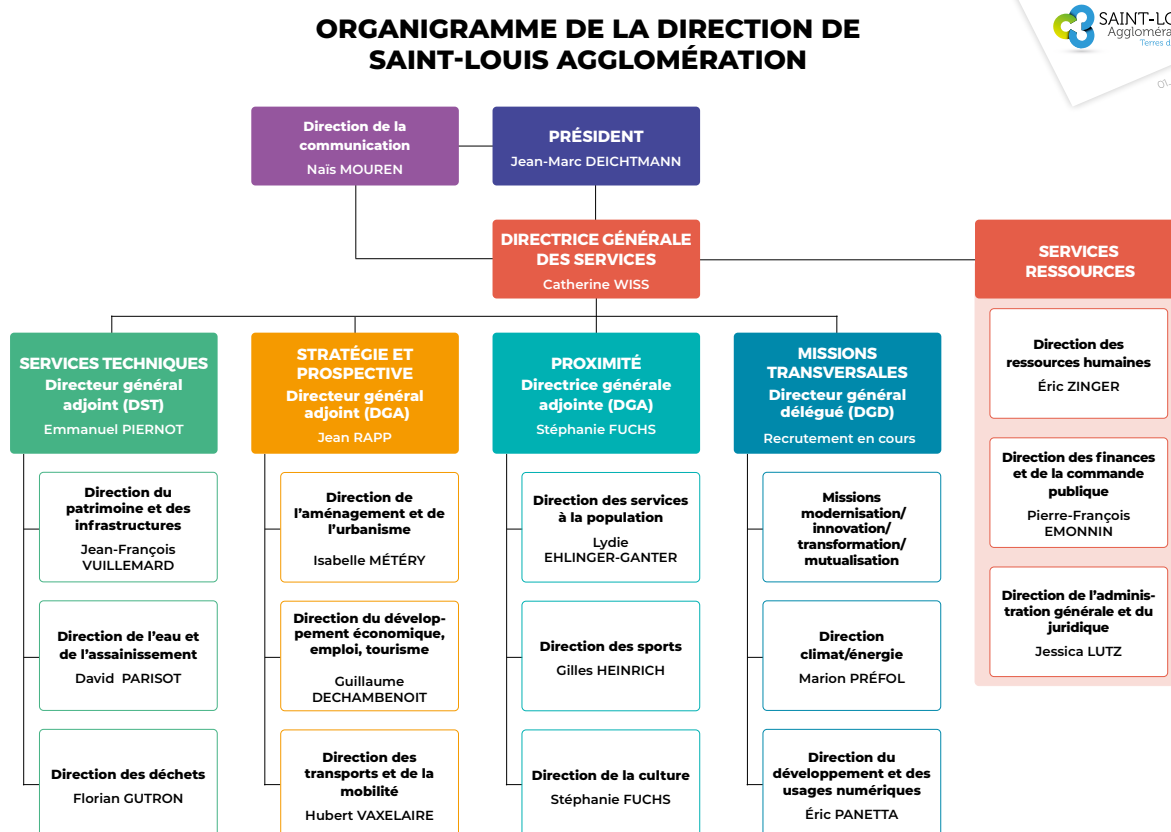 ORGANIGRAMME DE LA DIRECTION DE
SAINT-LOUIS AGGLOMÉRATION
Terres d
Direction de la
communication
Naïs MOUREN
PRÉSIDENT
Jean-Marc DEICHTMANN
DIRECTRICE GÉNÉRALE
DES SERVICES
Catherine WISS
SERVICES
RESSOURCES
Direction des
ressources humaines
Éric ZINGER
Direction des finances
et de la commande
publique
Pierre-François
EMONNIN
Direction de l'adminis-
tration générale et du
juridique
Jessica LUTZ
SERVICES TECHNIQUES
Directeur général
adjoint (DST)
Emmanuel PIERNOT
Direction du
patrimoine et des
infrastructures
Jean-François
VUILLEMARD
Direction de l'eau et
de l'assainissement
David PARISOT
Direction des déchets
Florian GUTRON
STRATÉGIE ET
PROSPECTIVE
Directeur général
adjoint (DGA)
Jean RAPP
Direction de
l'aménagement et de
l'urbanisme
Isabelle MÉTÉRY
Direction du dévelop-
pement économique,
emploi, tourisme
Guillaume
DECHAMBENOIT
Direction des
transports et de la
mobilité
Hubert VAXELAIRE
PROXIMITÉ
Directrice générale
adjointe (DGA)
Stéphanie FUCHS
Direction des services
à la population
Lydie
EHLINGER-GANTER
Direction des sports
Gilles HEINRICH
Direction de la culture
Stéphanie FUCHS
MISSIONS
TRANSVERSALES
Directeur général
délégué (DGD)
Recrutement en cours
Missions
modernisation/
innovation/
transformation/
mutualisation
Direction
climat/énergie
Marion PRÉFOL
Direction du
développement et des
usages numériques
Éric PANETTA